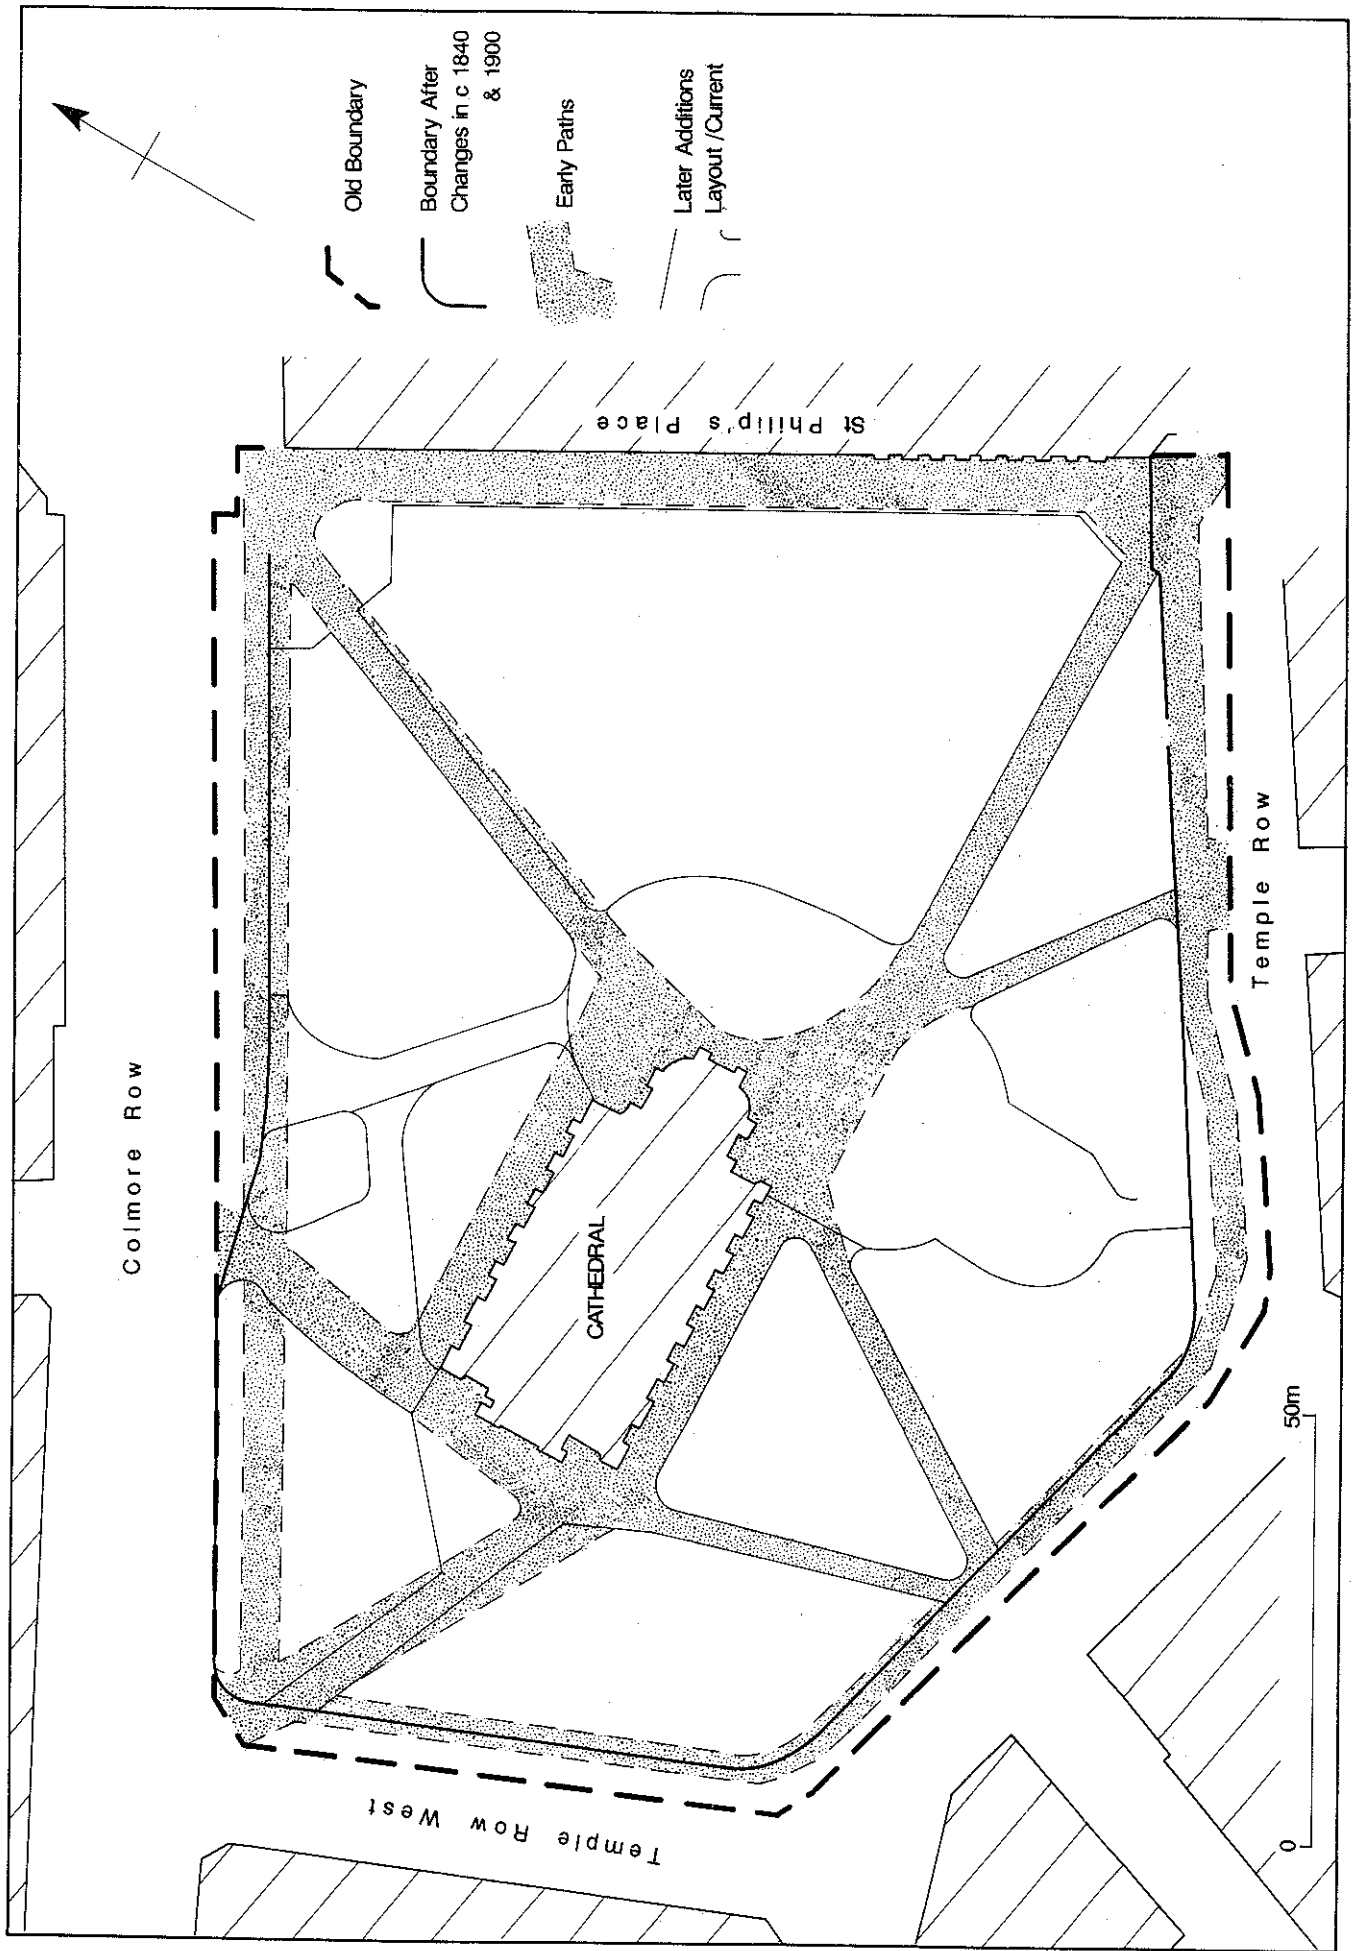 Old Boundary
Boundary After
Changes in c 1840
& 1900
Early Paths
Later Additions
Layout / Current
St Philip's Place
Colmore Row
CATHEDRAL
Temple Row
Temple Row West
0
50m